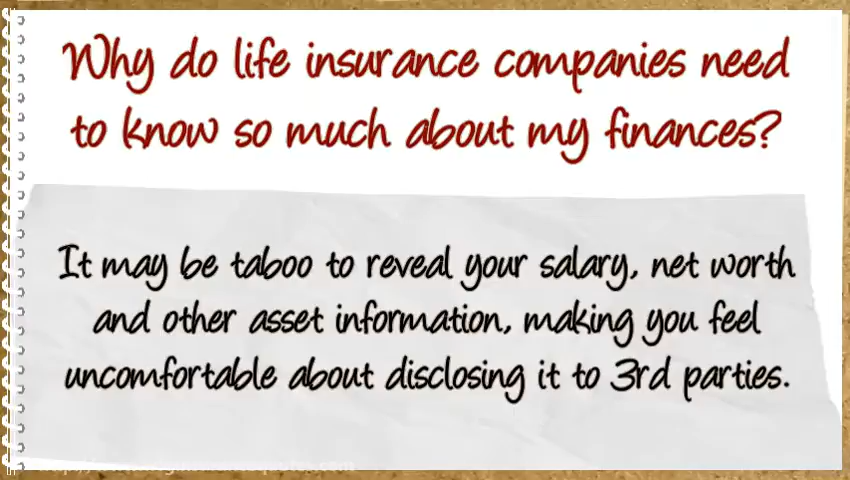 Why do life insurance companies need
to know so much about my finances?
It may be taboo to reveal your salary, net worth
and other asset information, making you feel
uncomfortable about disclosing it to 3rd parties.